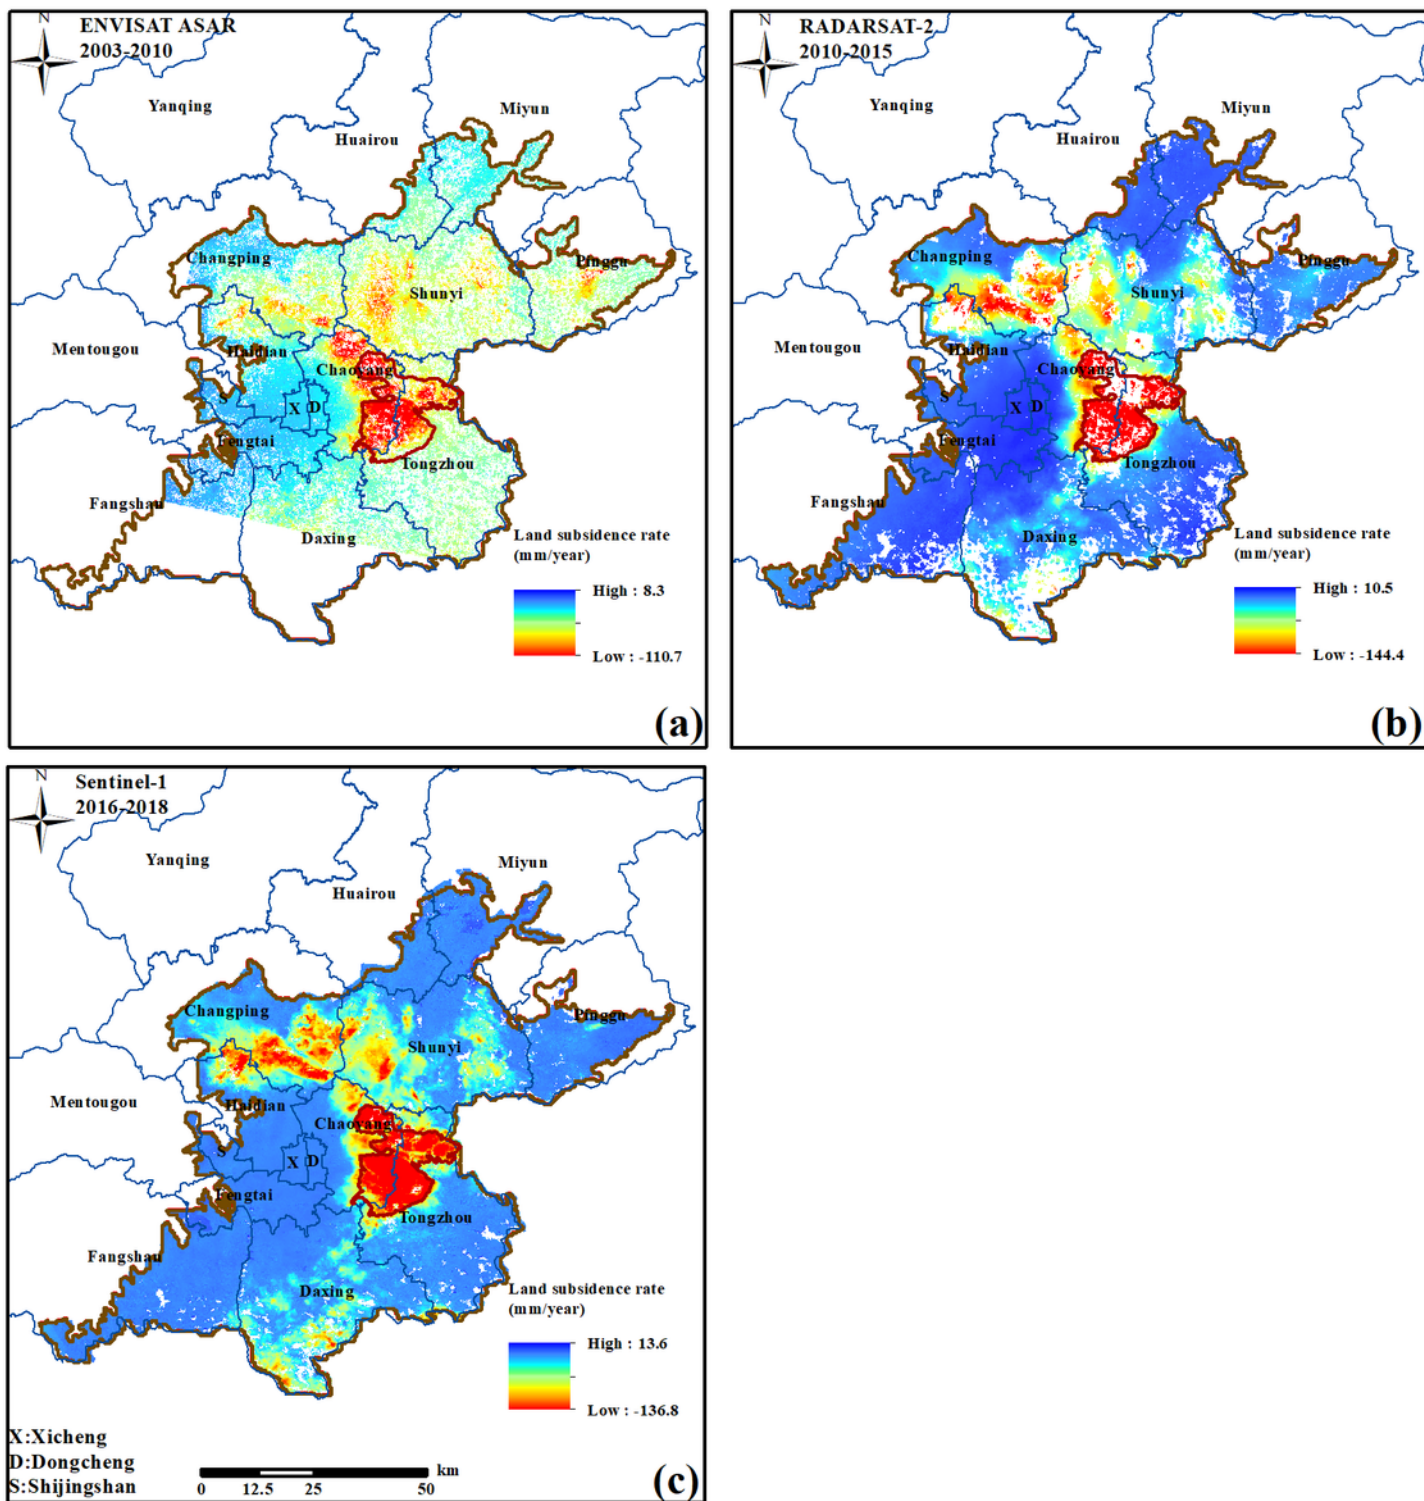 N
ENVISAT ASAR
2003-2010
Yanqing
Miyun
Huairou
Changping
Pinggu
Shunyi
Mentougou
Haidian
Chaoyang
S
X
D
Fengtai
Tongzhou
Fangshau
Daxing
Land subsidence rate
(mm/year)
High : 8.3
Low : -110.7
(a)
N
RADARSAT-2
2010-2015
Yanqing
Miyun
Huairou
Changping
Pinggu
Shunyi
Mentougou
Haidian
Chaoyang
S
X
D
Fengtai
Tongzhou
Fangshau
Daxing
Land subsidence rate
(mm/year)
High : 10.5
Low : -144.4
(b)
N
Sentinel-1
2016-2018
Yanqing
Miyun
Huairou
Changping
Pinggu
Shunyi
Mentougou
Haidian
Chaoyang
S
X
D
Fengtai
Tongzhou
Fangshau
Daxing
Land subsidence rate
(mm/year)
High : 13.6
Low : -136.8
X:Xicheng
D:Dongcheng
S:Shijingshan
km
0 12.5 25 50
(c)